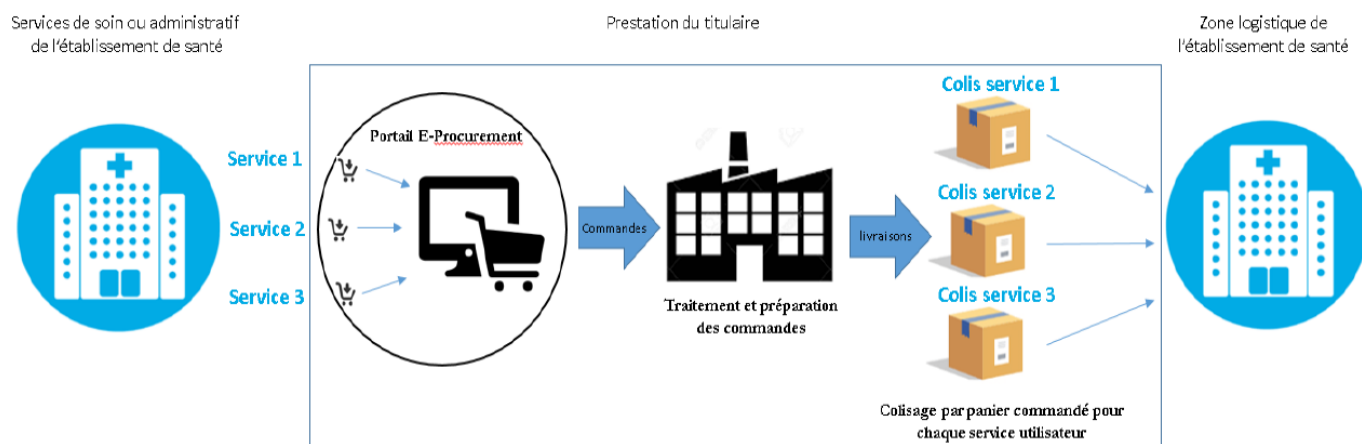 Services de soin ou administratif
de l'établissement de santé
Prestation du titulaire
Zone logistique de
l'établissement de santé
Portail E-Procurement
Service 1
Service 2
Service 3
Commandes
Traitement et préparation
des commandes
livraisons
Colis service 1
Colis service 2
Colis service 3
Colisage par panier commandé pour
chaque service utilisateur